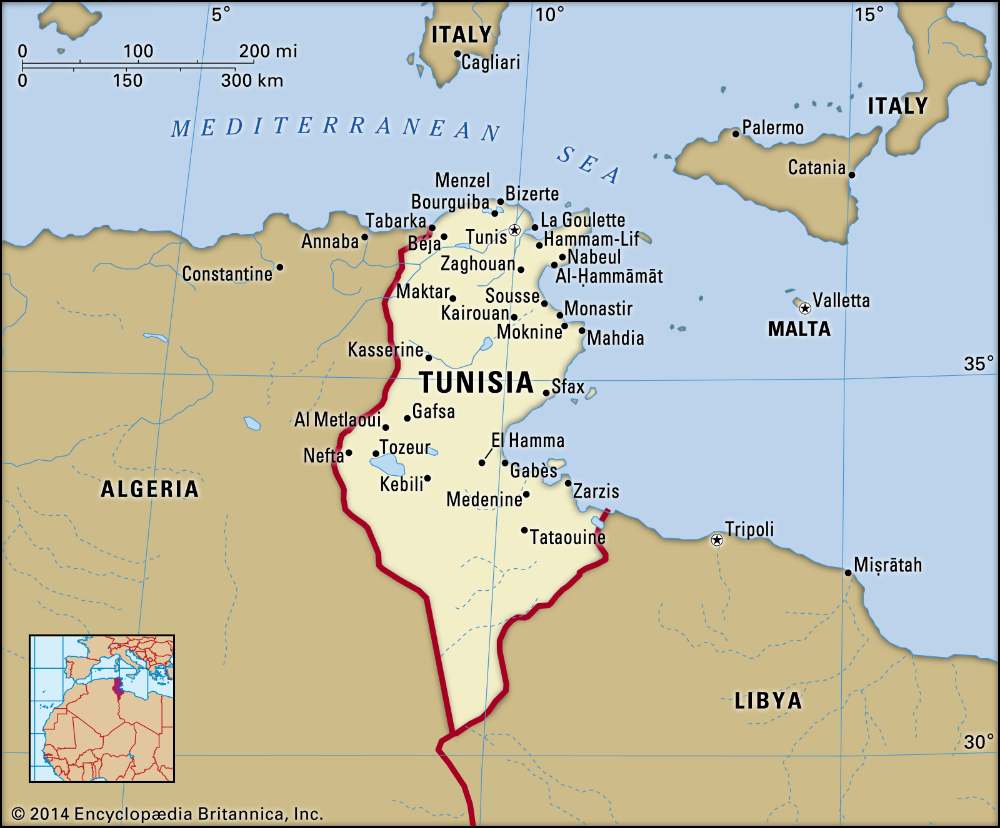 5°
10°
15°
0 100 200 mi
0 150 300 km
ITALY
Cagliari
ITALY
MEDITERRANEAN
SEA
Palermo
Catania
Menzel
Bourguiba
Bizerte
Tabarka
La Goulette
Annaba
Béja
Tunis
Hammam-Lif
Nabeul
Zaghouan
Constantine
Al-Ḥammāmāt
Maktar
Sousse
Valletta
Kairouan
Monastir
MALTA
Moknine
Mahdia
Kasserine
35°
TUNISIA
Sfax
Gafsa
Al Metlaoui
El Hamma
Tozeur
Nefta
Gabès
Kebili
ALGERIA
Zarzis
Medenine
Tripoli
Tataouine
Miṣrātah
LIBYA
30°
© 2014 Encyclopædia Britannica, Inc.